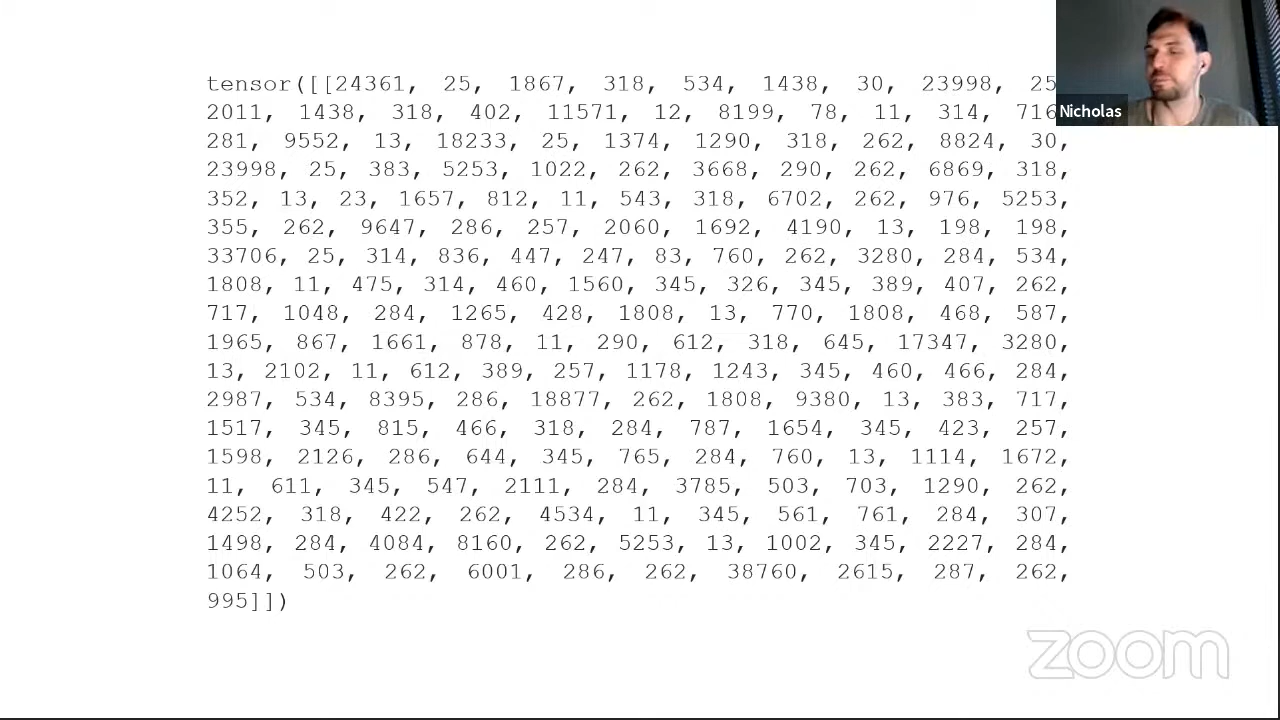 tensor([[24361, 25, 1867, 318, 534, 1438, 30, 23998, 25
2011, 1438, 318, 402, 11571, 12, 8199, 78, 11, 314, 716
281, 9552, 13, 18233, 25, 1374, 1290, 318, 262, 8824, 30,
23998, 25, 383, 5253, 1022, 262, 3668, 290, 262, 6869, 318,
352, 13, 23, 1657, 812, 11, 543, 318, 6702, 262, 976, 5253,
355, 262, 9647, 286, 257, 2060, 1692, 4190, 13, 198, 198,
33706, 25, 314, 836, 447, 247, 83, 760, 262, 3280, 284, 534,
1808, 11, 475, 314, 460, 1560, 345, 326, 345, 389, 407, 262,
717, 1048, 284, 1265, 428, 1808, 13, 770, 1808, 468, 587,
1965, 867, 1661, 878, 11, 290, 612, 318, 645, 17347, 3280,
13, 2102, 11, 612, 389, 257, 1178, 1243, 345, 460, 466, 284,
2987, 534, 8395, 286, 18877, 262, 1808, 9380, 13, 383, 717,
1517, 345, 815, 466, 318, 284, 787, 1654, 345, 423, 257,
1598, 2126, 286, 644, 345, 765, 284, 760, 13, 1114, 1672,
11, 611, 345, 547, 2111, 284, 3785, 503, 703, 1290, 262,
4252, 318, 422, 262, 4534, 11, 345, 561, 761, 284, 307,
1498, 284, 4084, 8160, 262, 5253, 13, 1002, 345, 2227, 284,
1064, 503, 262, 6001, 286, 262, 38760, 2615, 287, 262,
995]])
Nicholas
zoom